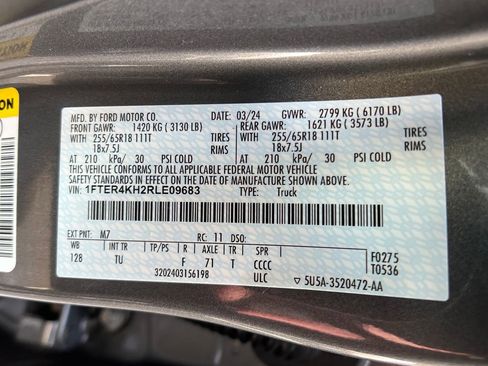 ON
MFD. BY FORD MOTOR CO. 03/24 GVWR: 2799 KG ( 6170 LB)
FRONT GAWR: 1420 KG ( 3130 LB) REAR GAWR: 1621 KG ( 3573 LB)
WITH 255/65R18 111T TIRES WITH 255/65R18 111T TIRES
18x7.5J RIMS 18x7.5J RIMS
AT 210 kPa/ 30 PSI COLD AT 210 kPa/ 30 PSI COLD
THIS VEHICLE CONFORMS TO ALL APPLICABLE FEDERAL MOTOR VEHICLE
SAFETY STANDARDS IN EFFECT ON THE DATE OF MANUFACTURE SHOWN ABOVE.
VIN: 1FTER4KH2RLE09683 TYPE: Truck
EXT PNT: M7 RC: 11 DSO:
WB INT TR TP/PS R AXLE TR SPR F0275
128 TU F 71 T CCCC T0536
3202403156198 ULC ▽ 5U5A-3520472-AA